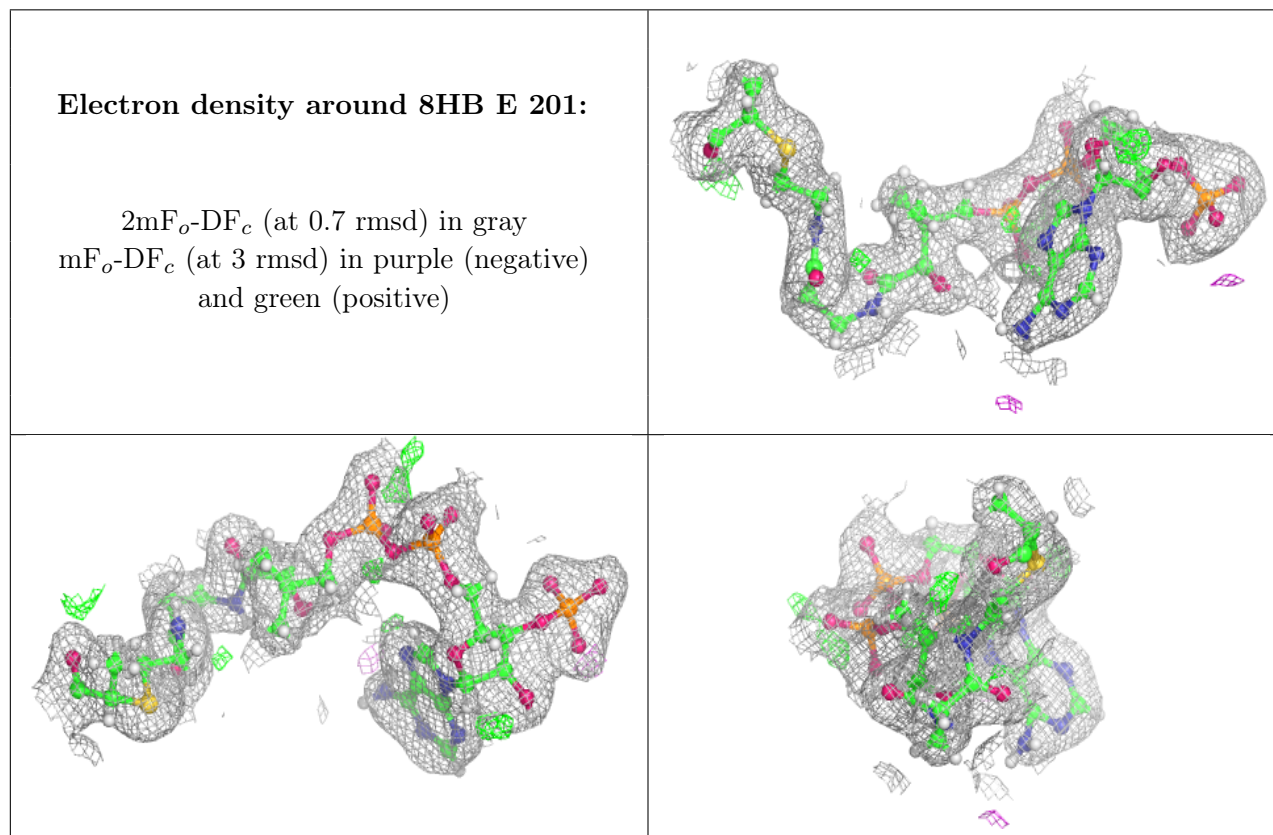 Electron density around 8HB E 201:
2mFo-DFc (at 0.7 rmsd) in gray
mFo-DFc (at 3 rmsd) in purple (negative)
and green (positive)